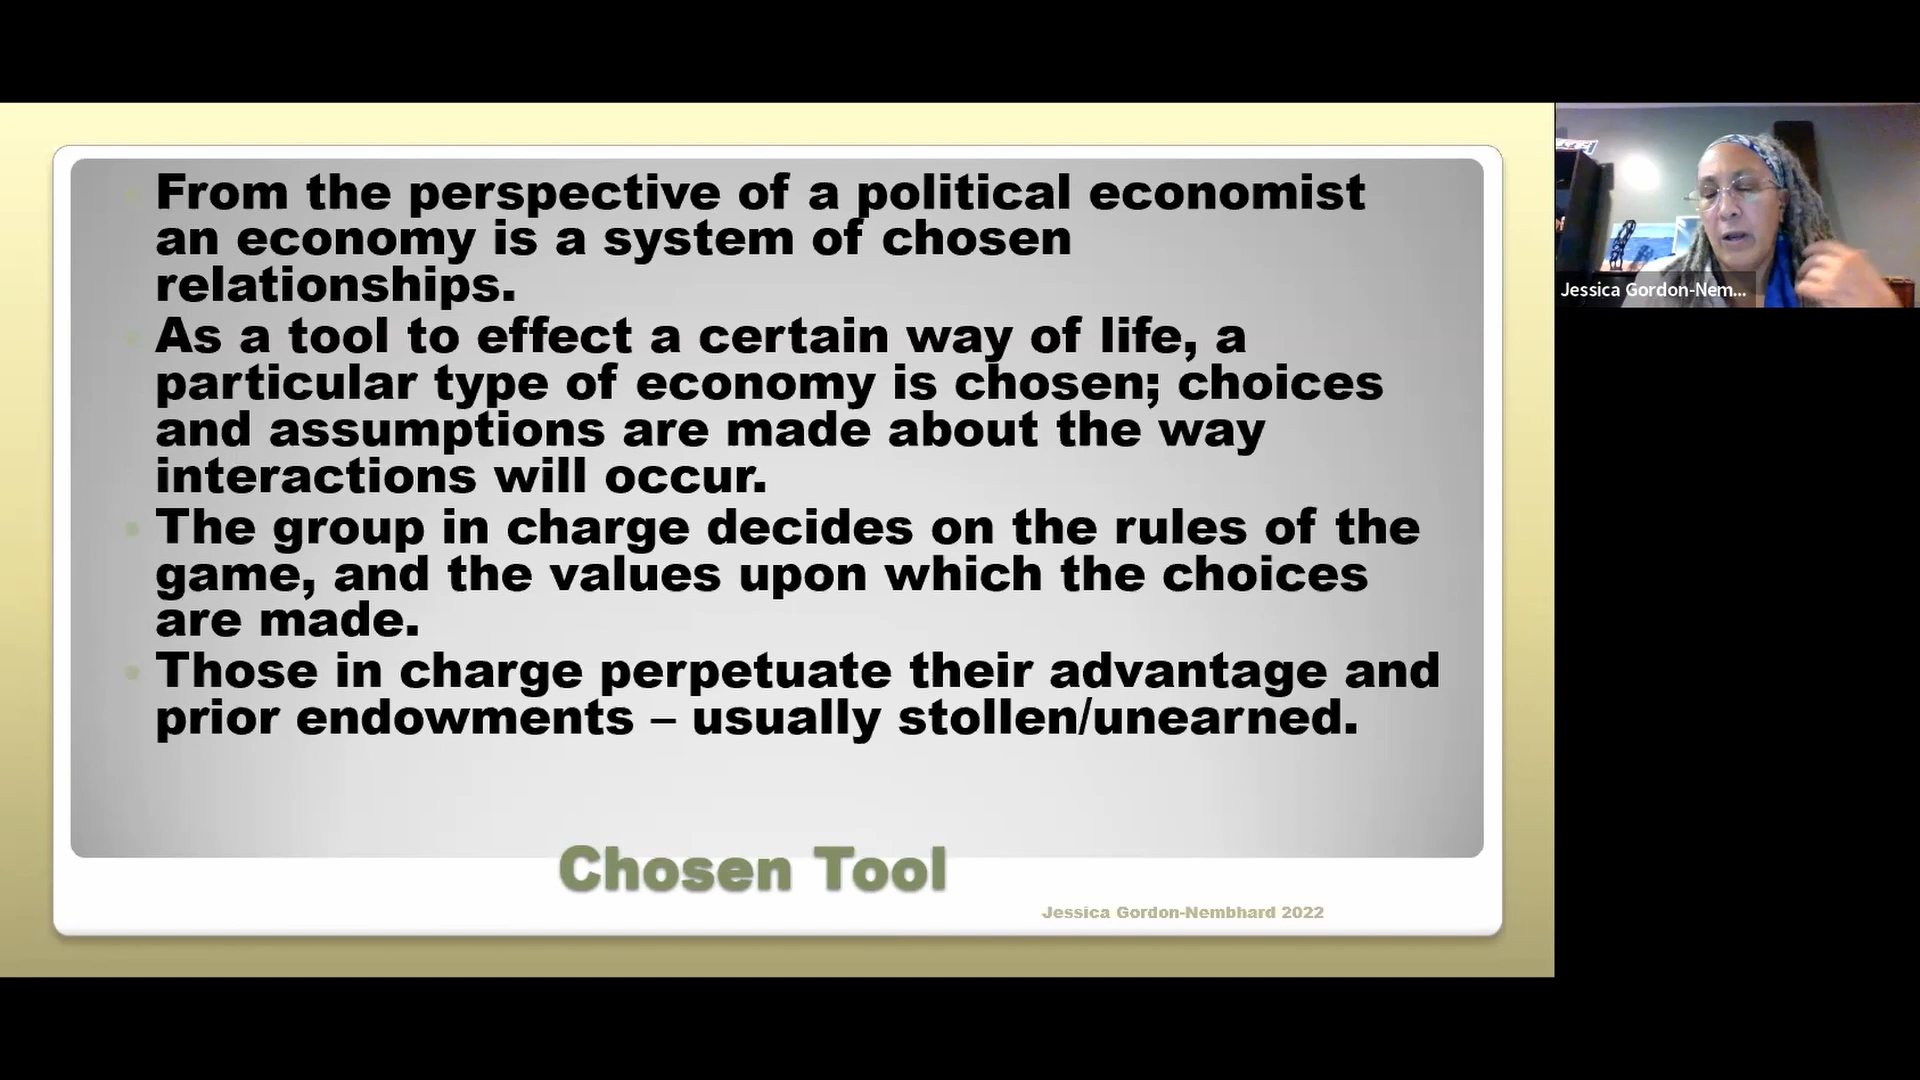 From the perspective of a political economist
an economy is a system of chosen
relationships.
As a tool to effect a certain way of life, a
particular type of economy is chosen; choices
and assumptions are made about the way
interactions will occur.
The group in charge decides on the rules of the
game, and the values upon which the choices
are made.
Those in charge perpetuate their advantage and
prior endowments – usually stollen/unearned.
Chosen Tool
Jessica Gordon-Nembhard 2022
Jessica Gordon-Nem...